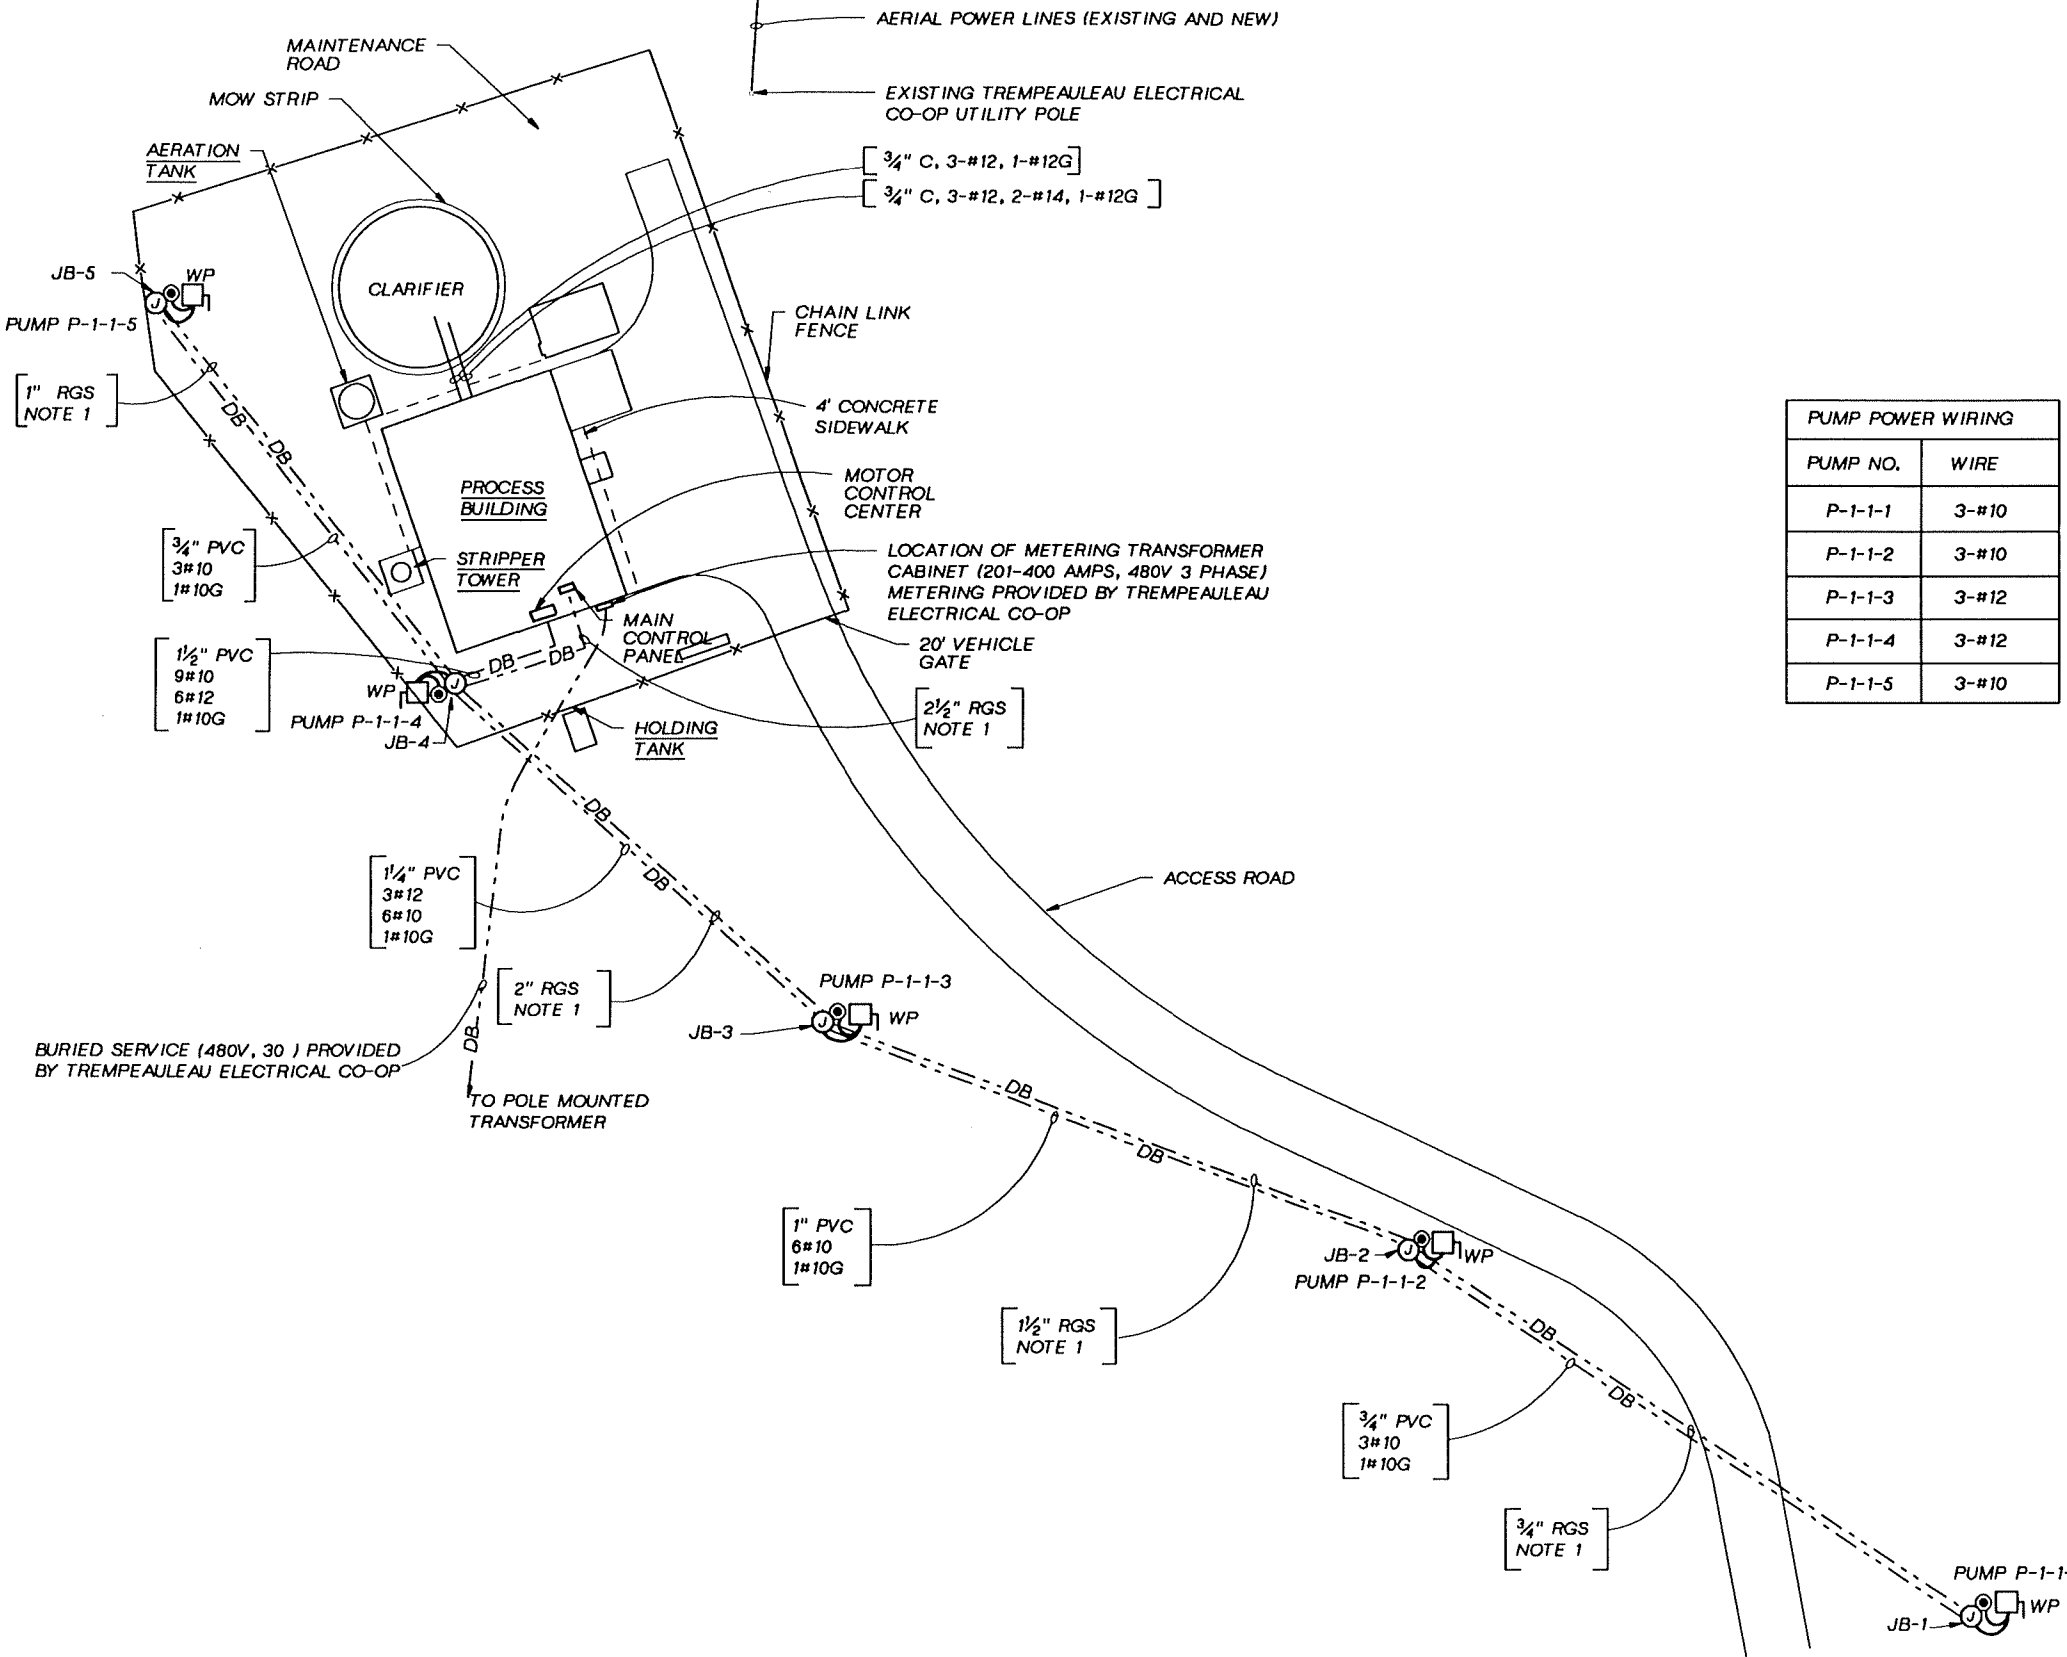 AERIAL POWER LINES (EXISTING AND NEW)
MAINTENANCE
ROAD
MOW STRIP
EXISTING TREMPEAULEAU ELECTRICAL
CO-OP UTILITY POLE
AERATION
TANK
3/4" C, 3-#12, 1-#12G
3/4" C, 3-#12, 2-#14, 1-#12G
JB-5
WP
J
PUMP P-1-1-5
CLARIFIER
CHAIN LINK
FENCE
1" RGS
NOTE 1
DB
DB
4' CONCRETE
SIDEWALK
PUMP POWER WIRING
PUMP NO. WIRE
P-1-1-1 3-#10
P-1-1-2 3-#10
P-1-1-3 3-#12
P-1-1-4 3-#12
P-1-1-5 3-#10
PROCESS
BUILDING
MOTOR
CONTROL
CENTER
3/4" PVC
3#10
1#10G
STRIPPER
TOWER
LOCATION OF METERING TRANSFORMER
CABINET (201-400 AMPS, 480V 3 PHASE)
METERING PROVIDED BY TREMPEAULEAU
ELECTRICAL CO-OP
MAIN
CONTROL
PANEL
20' VEHICLE
GATE
1 1/2" PVC
9#10
6#12
1#10G
DB
DB
WP
J
PUMP P-1-1-4
JB-4
2 1/2" RGS
NOTE 1
HOLDING
TANK
DB
DB
1 1/4" PVC
3#12
6#10
1#10G
ACCESS ROAD
2" RGS
NOTE 1
PUMP P-1-1-3
JB-3
J
WP
DB
BURIED SERVICE (480V, 30 ) PROVIDED
BY TREMPEAULEAU ELECTRICAL CO-OP
TO POLE MOUNTED
TRANSFORMER
DB
DB
1" PVC
6#10
1#10G
JB-2
J
WP
PUMP P-1-1-2
1 1/2" RGS
NOTE 1
DB
DB
3/4" PVC
3#10
1#10G
3/4" RGS
NOTE 1
PUMP P-1-1-
JB-1
J
WP